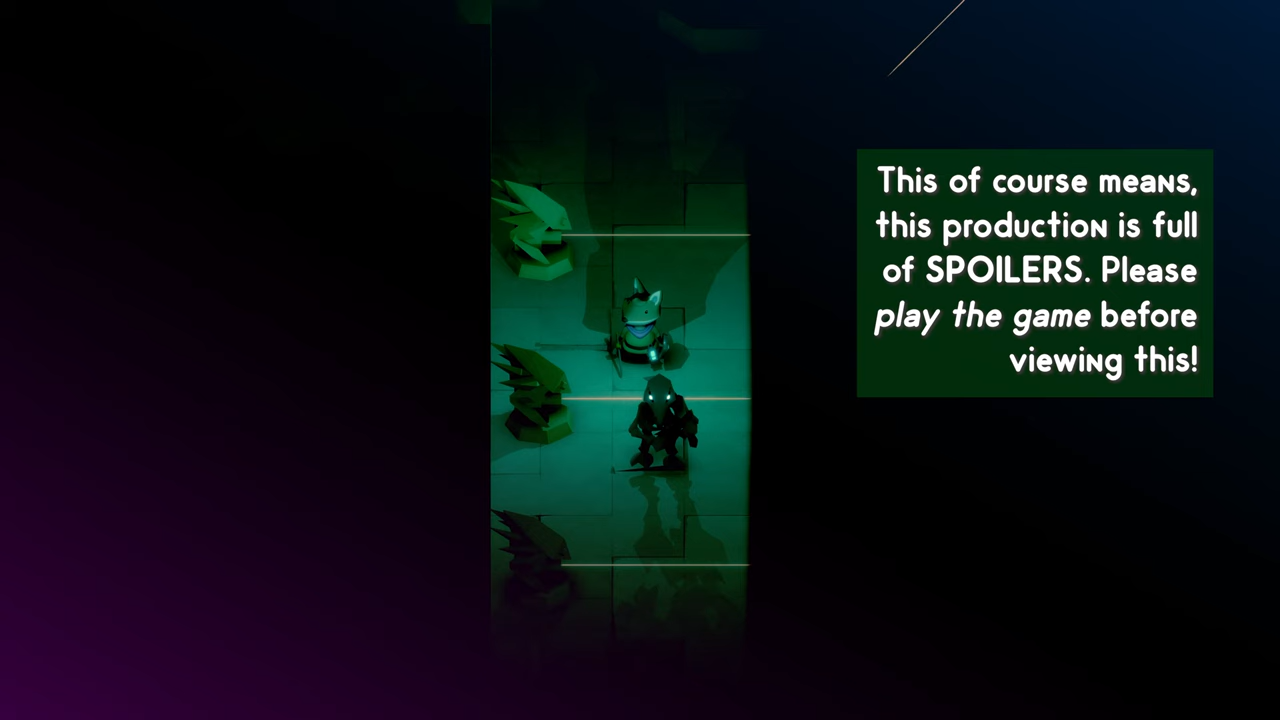 This of course means,
this production is full
of SPOILERS. Please
play the game before
viewing this!